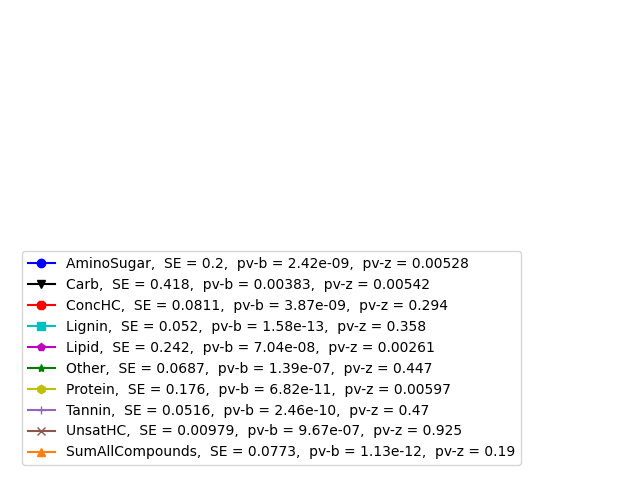 AminoSugar,  SE = 0.2,  pv-b = 2.42e-09,  pv-z = 0.00528
Carb,  SE = 0.418,  pv-b = 0.00383,  pv-z = 0.00542
ConcHC,  SE = 0.0811,  pv-b = 3.87e-09,  pv-z = 0.294
Lignin,  SE = 0.052,  pv-b = 1.58e-13,  pv-z = 0.358
Lipid,  SE = 0.242,  pv-b = 7.04e-08,  pv-z = 0.00261
Other,  SE = 0.0687,  pv-b = 1.39e-07,  pv-z = 0.447
Protein,  SE = 0.176,  pv-b = 6.82e-11,  pv-z = 0.00597
Tannin,  SE = 0.0516,  pv-b = 2.46e-10,  pv-z = 0.47
UnsatHC,  SE = 0.00979,  pv-b = 9.67e-07,  pv-z = 0.925
SumAllCompounds,  SE = 0.0773,  pv-b = 1.13e-12,  pv-z = 0.19